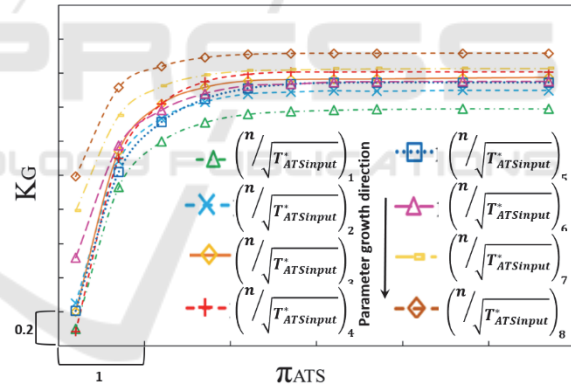 PRESS
K_G
0.2
1
π_ATS
Parameter growth direction
(n/√T*_ATSinput)_1
(n/√T*_ATSinput)_2
(n/√T*_ATSinput)_3
(n/√T*_ATSinput)_4
(n/√T*_ATSinput)_5
(n/√T*_ATSinput)_6
(n/√T*_ATSinput)_7
(n/√T*_ATSinput)_8